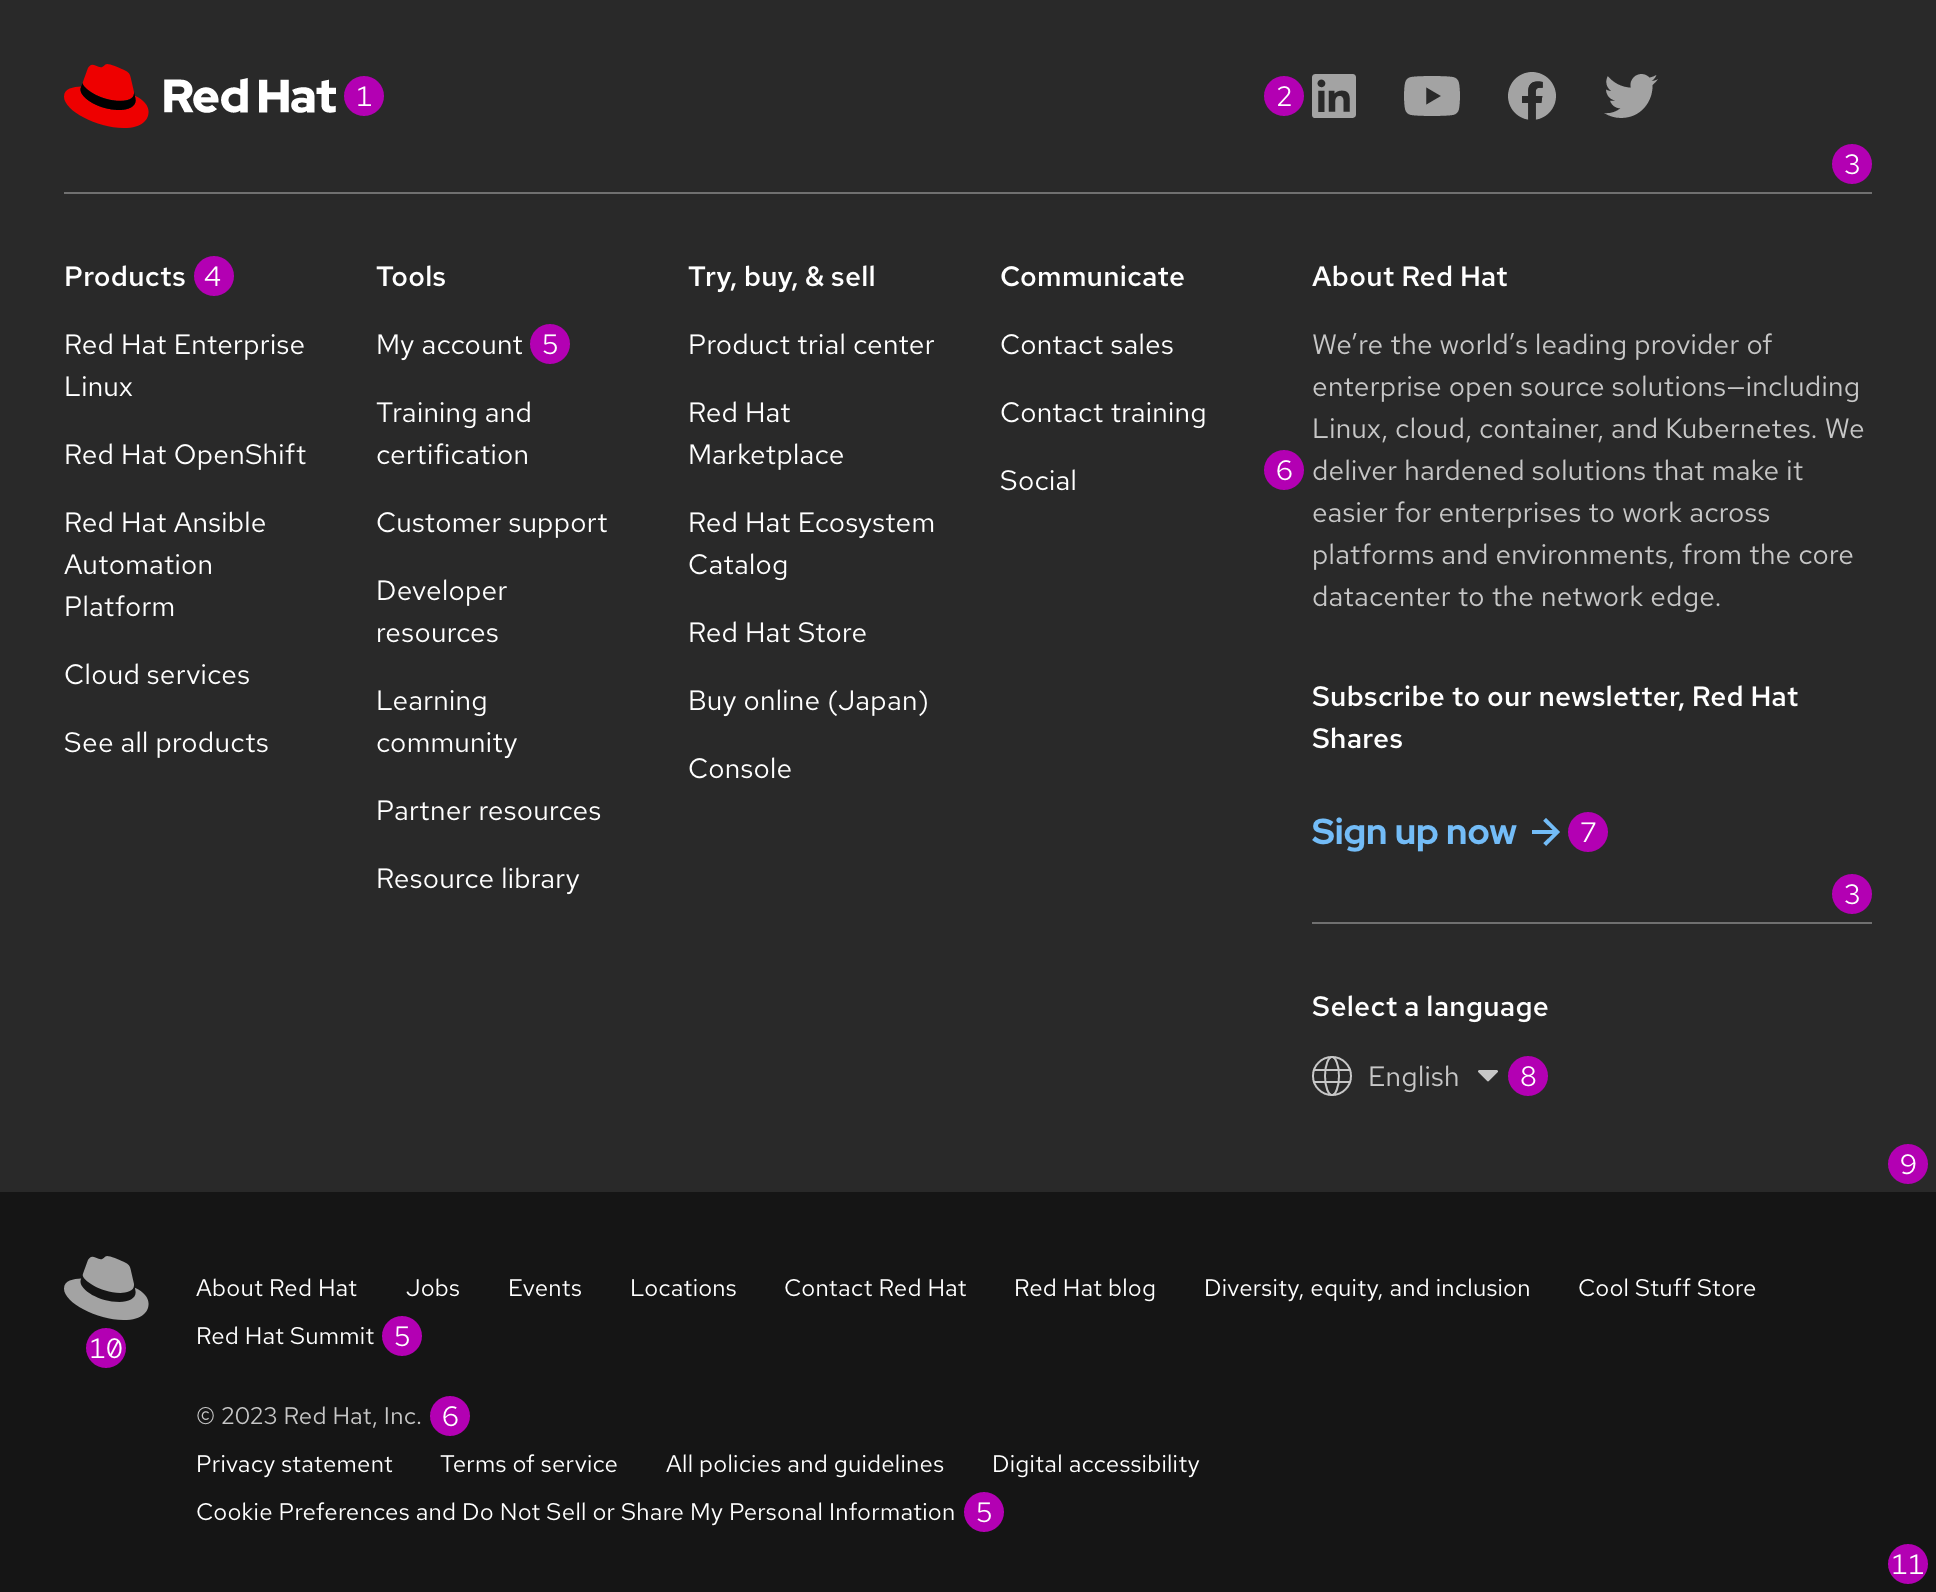 Red Hat 1
2 in
3
Products 4
Red Hat Enterprise
Linux
Red Hat OpenShift
Red Hat Ansible
Automation
Platform
Cloud services
See all products
Tools
My account 5
Training and
certification
Customer support
Developer
resources
Learning
community
Partner resources
Resource library
Try, buy, & sell
Product trial center
Red Hat
Marketplace
Red Hat Ecosystem
Catalog
Red Hat Store
Buy online (Japan)
Console
Communicate
Contact sales
Contact training
Social
About Red Hat
We’re the world’s leading provider of
enterprise open source solutions—including
Linux, cloud, container, and Kubernetes. We
6 deliver hardened solutions that make it
easier for enterprises to work across
platforms and environments, from the core
datacenter to the network edge.
Subscribe to our newsletter, Red Hat
Shares
Sign up now → 7
3
Select a language
English 8
9
10
About Red Hat Jobs Events Locations Contact Red Hat Red Hat blog Diversity, equity, and inclusion Cool Stuff Store
Red Hat Summit 5
© 2023 Red Hat, Inc. 6
Privacy statement Terms of service All policies and guidelines Digital accessibility
Cookie Preferences and Do Not Sell or Share My Personal Information 5
11